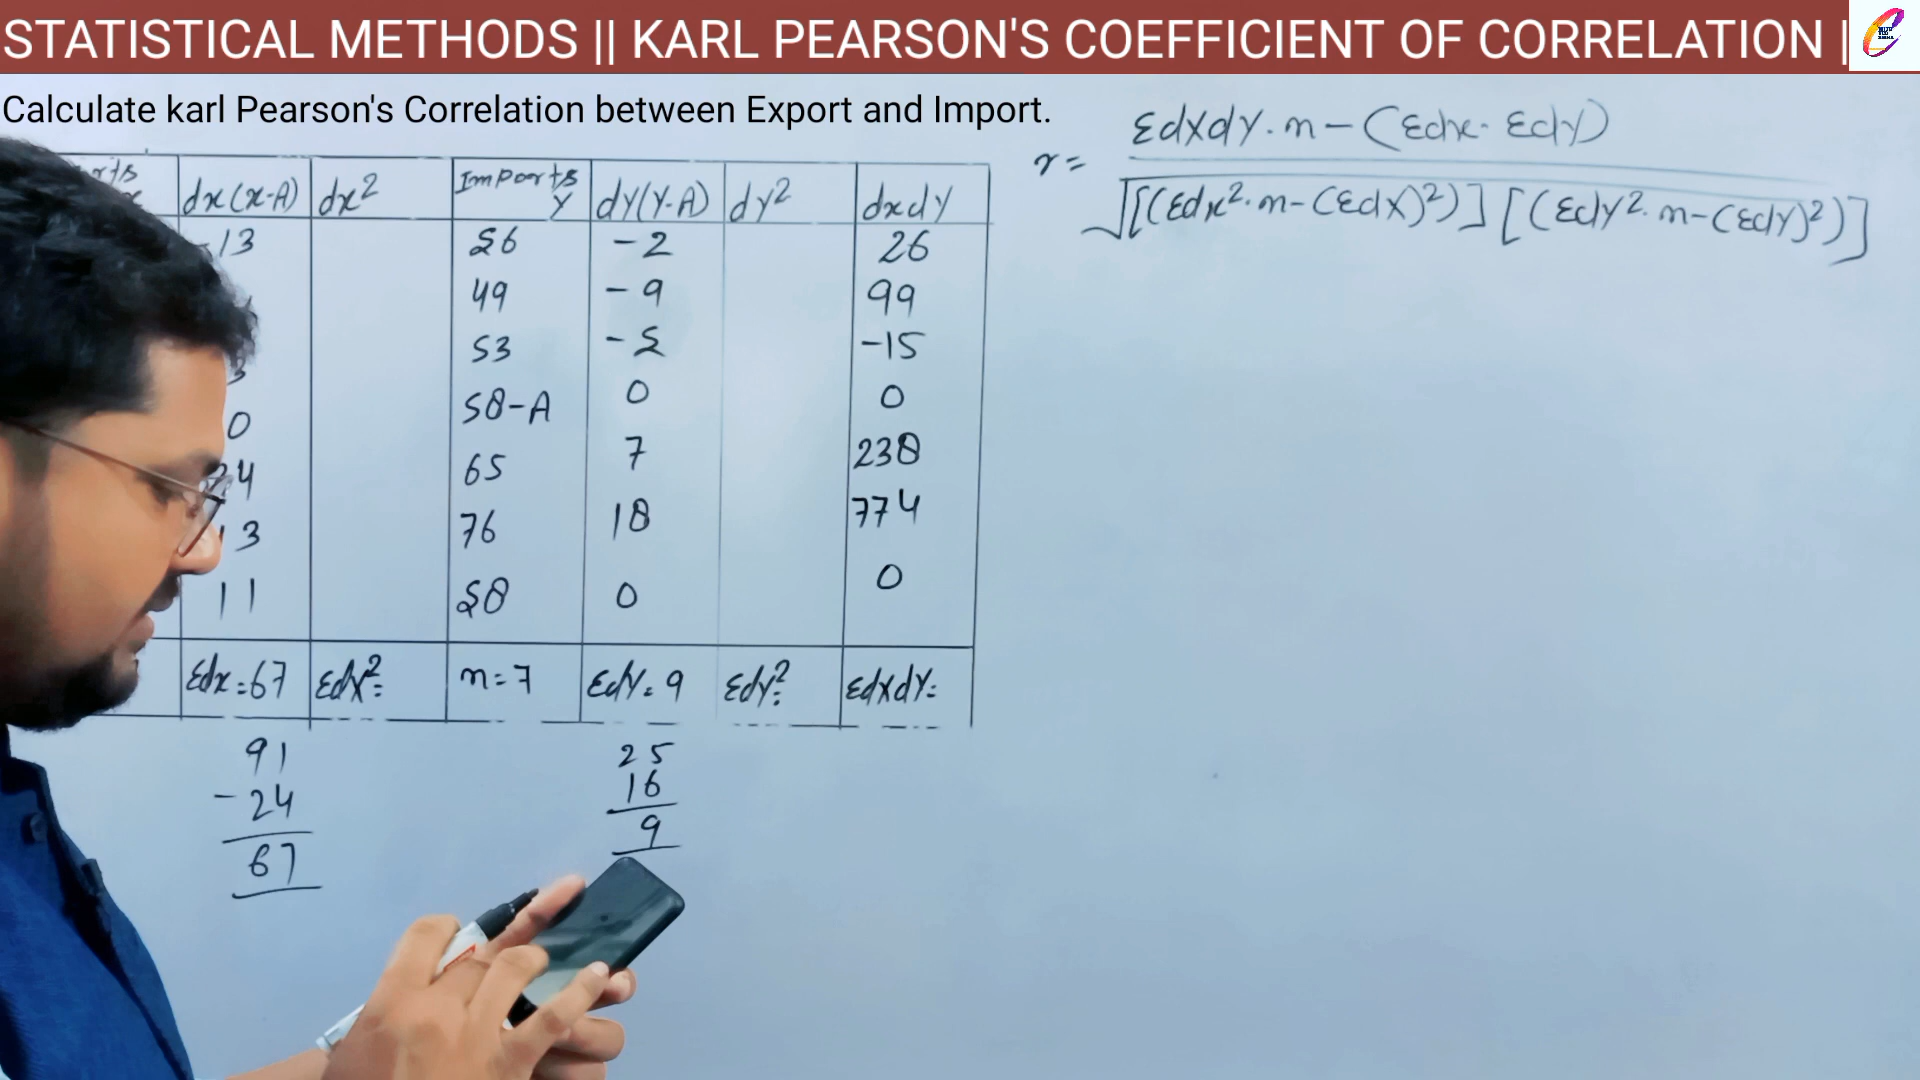 STATISTICAL METHODS || KARL PEARSON'S COEFFICIENT OF CORRELATION |
Calculate karl Pearson's Correlation between Export and Import.
r = Σdxdy.n-(Σdx.Σdy)
√[(Σdx².n-(Σdx)²)] [(Σdy².n-(Σdy)²)]
rts dx(x-A) dx² Imports Y dy(Y-A) dy² dxdy
-13 56 -2 26
49 -9 99
3 53 -5 -15
0 58-A 0 0
34 65 7 238
3 76 18 774
11 58 0 0
Σdx=67 Σdx²= n=7 Σdy=9 Σdy²= Σdxdy=
91 25
-24 16
67 9